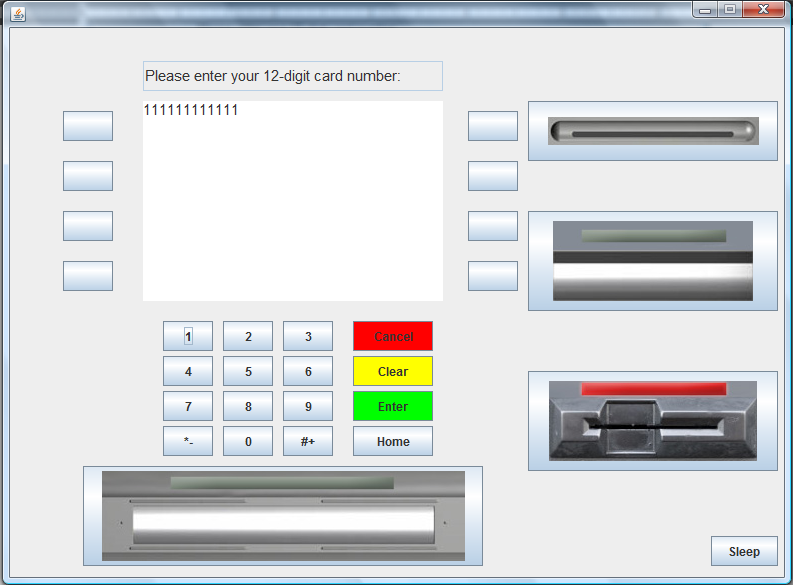 Please enter your 12-digit card number:
111111111111
1 2 3 Cancel
4 5 6 Clear
7 8 9 Enter
*- 0 #+ Home
Sleep